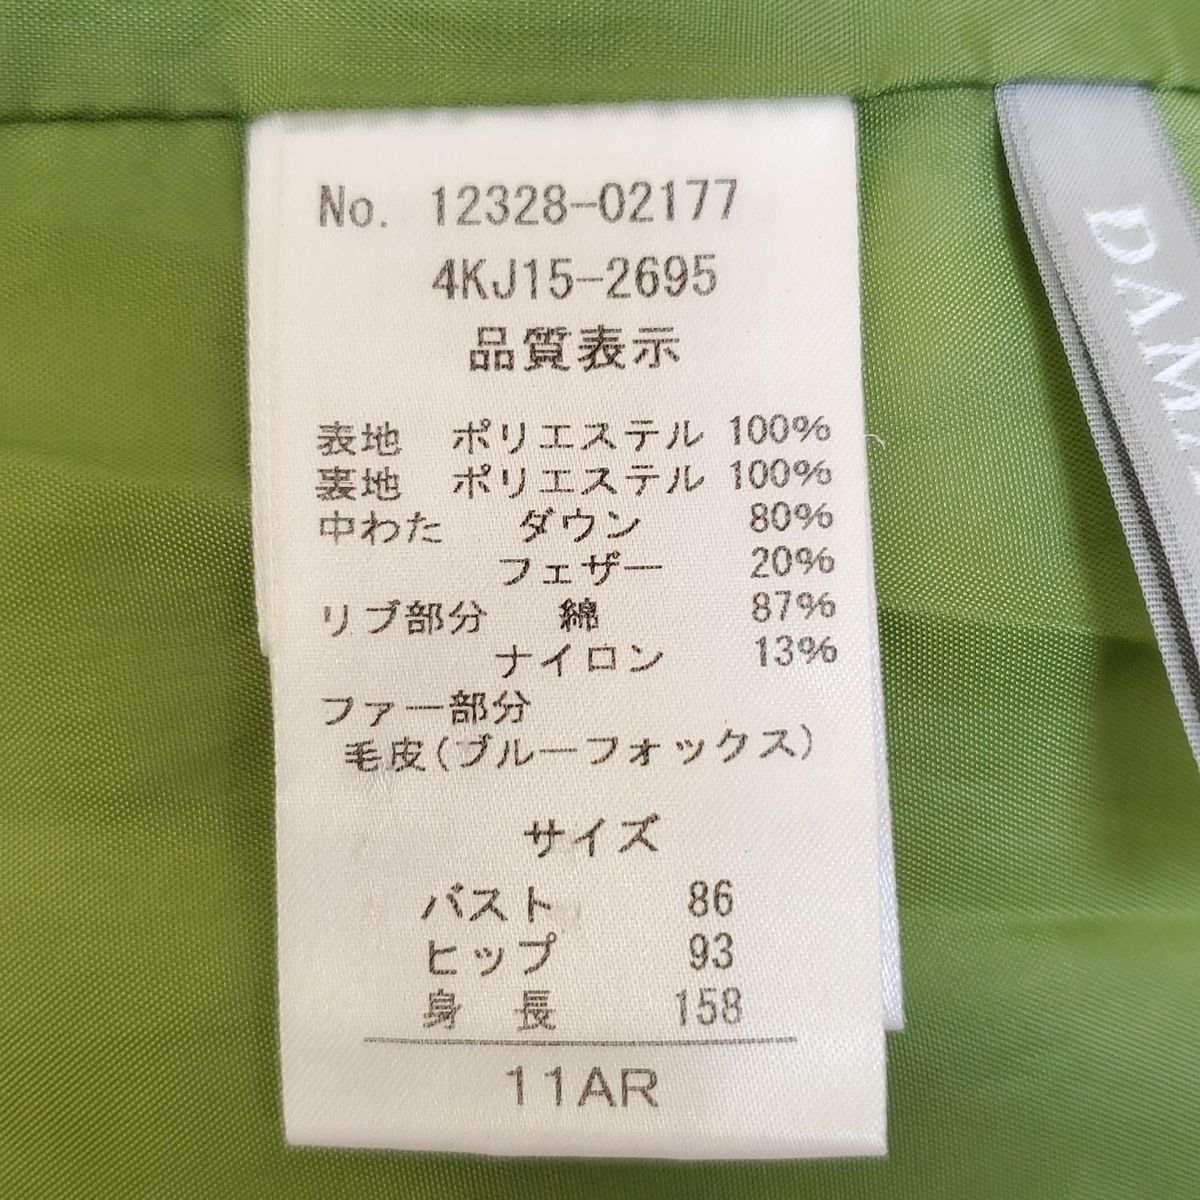 No. 12328-02177
4KJ15-2695
品質表示
表地 ポリエステル 100%
裏地 ポリエステル 100%
中わた ダウン 80%
フェザー 20%
リブ部分 綿 87%
ナイロン 13%
ファー部分
毛皮(ブルーフォックス)
サイズ
バスト 86
ヒップ 93
身長 158
11AR